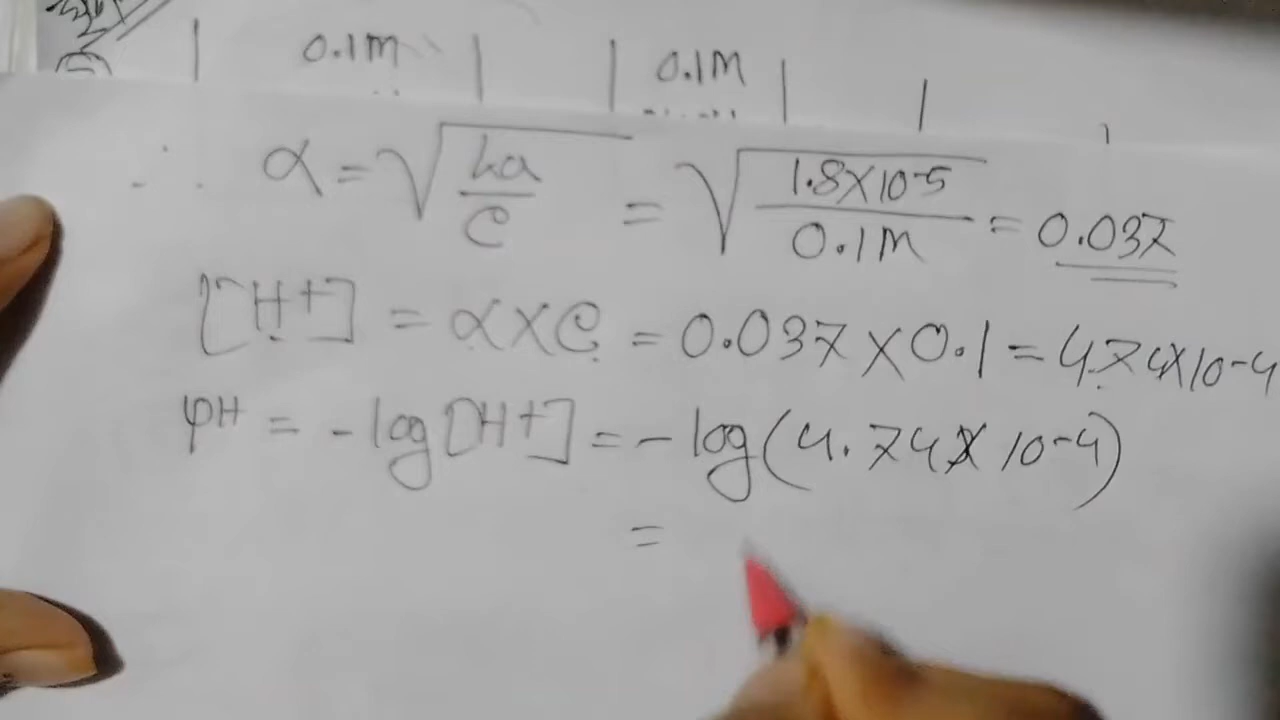 0.1M 0.1M
∴ α = √(ka/C) = √(1.8×10-5/0.1M) = 0.037
[H+] = α×C = 0.037×0.1 = 4.74×10-4
pH = -log[H+] = -log(4.74×10-4)
=